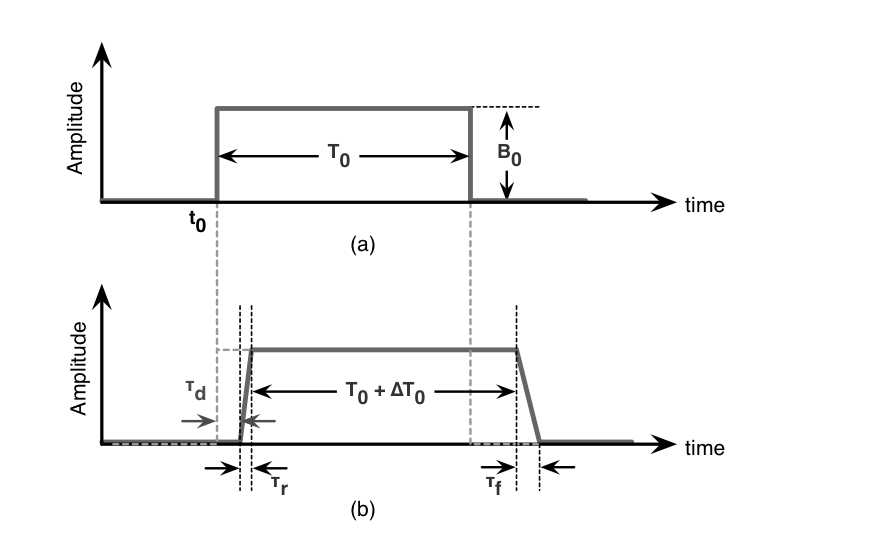 Amplitude
T₀
B₀
t₀
time
(a)
Amplitude
τd
T₀ + ΔT₀
time
τr
τf
(b)